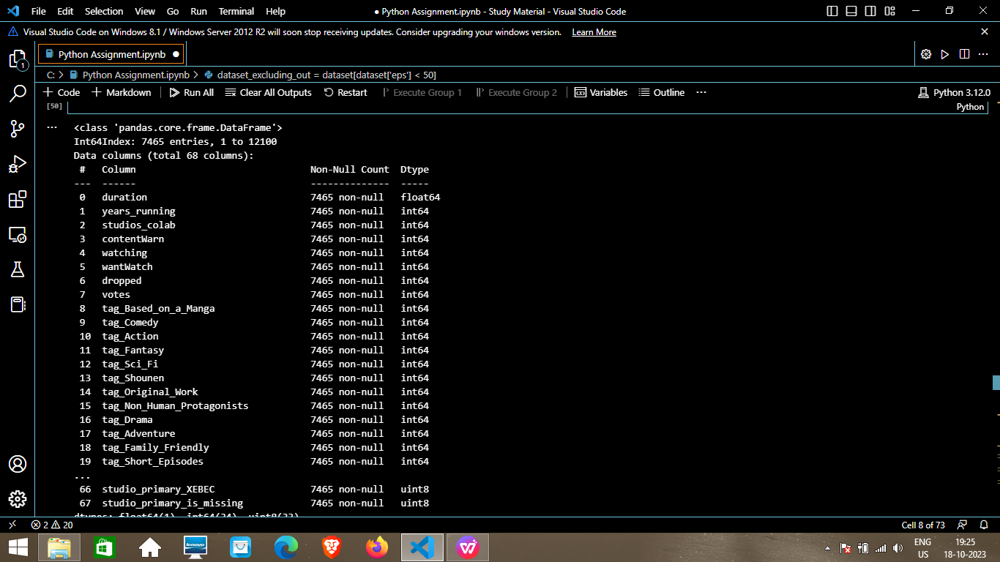 File Edit Selection View Go Run Terminal Help ● Python Assignment.ipynb - Study Material - Visual Studio Code
Visual Studio Code on Windows 8.1 / Windows Server 2012 R2 will soon stop receiving updates. Consider upgrading your windows version. Learn More
1
Python Assignment.ipynb ●
C: > Python Assignment.ipynb > dataset_excluding_out = dataset[dataset['eps'] < 50]
+ Code + Markdown Run All Clear All Outputs Restart Execute Group 1 Execute Group 2 Variables Outline ... Python 3.12.0
[50] Python
... <class 'pandas.core.frame.DataFrame'>
Int64Index: 7465 entries, 1 to 12100
Data columns (total 68 columns):
# Column Non-Null Count Dtype
--- ------ -------------- -----
0 duration 7465 non-null float64
1 years_running 7465 non-null int64
2 studios_colab 7465 non-null int64
3 contentWarn 7465 non-null int64
4 watching 7465 non-null int64
5 wantWatch 7465 non-null int64
6 dropped 7465 non-null int64
7 votes 7465 non-null int64
8 tag_Based_on_a_Manga 7465 non-null int64
9 tag_Comedy 7465 non-null int64
10 tag_Action 7465 non-null int64
11 tag_Fantasy 7465 non-null int64
12 tag_Sci_Fi 7465 non-null int64
13 tag_Shounen 7465 non-null int64
14 tag_Original_Work 7465 non-null int64
15 tag_Non_Human_Protagonists 7465 non-null int64
16 tag_Drama 7465 non-null int64
17 tag_Adventure 7465 non-null int64
18 tag_Family_Friendly 7465 non-null int64
19 tag_Short_Episodes 7465 non-null int64
...
66 studio_primary_XEBEC 7465 non-null uint8
67 studio_primary_is_missing 7465 non-null uint8
dtypes: float64(1), int64(34), uint8(33)
2 20 Cell 8 of 73
lenovo
ENG 19:25
US 18-10-2023